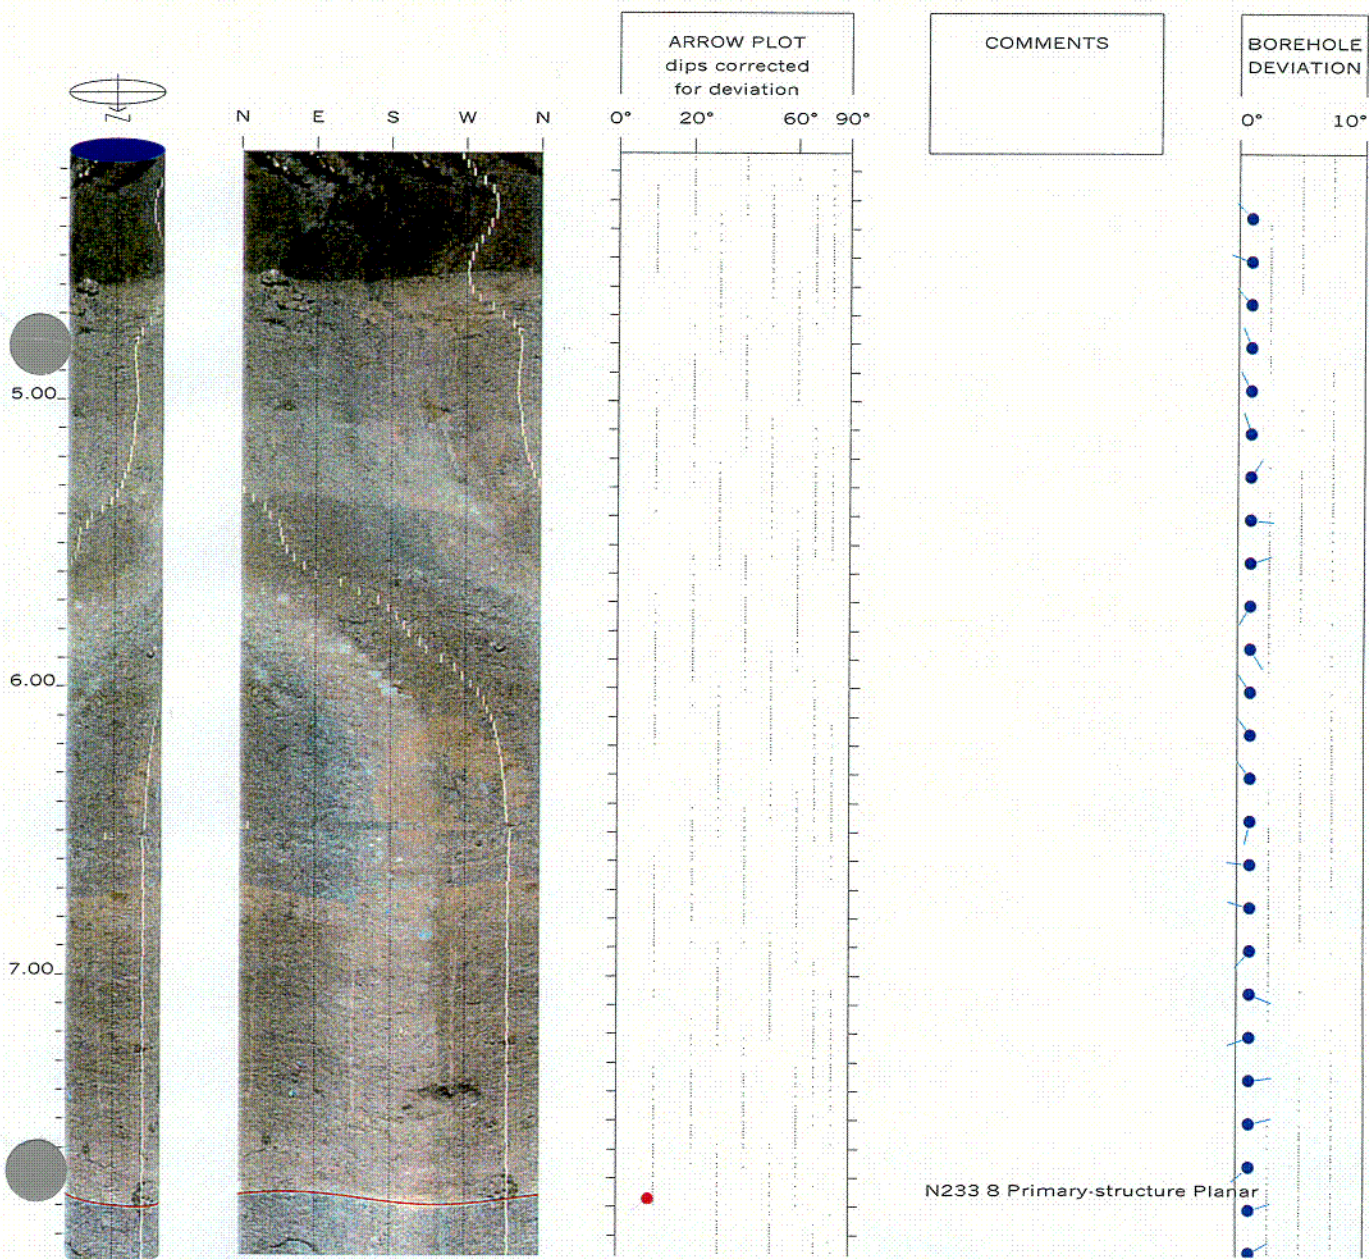 ARROW PLOT
dips corrected
for deviation
COMMENTS
BOREHOLE
DEVIATION
N
N E S W N
0° 20° 60° 90°
0° 10°
5.00
6.00
7.00
N233 8 Primary-structure Planar